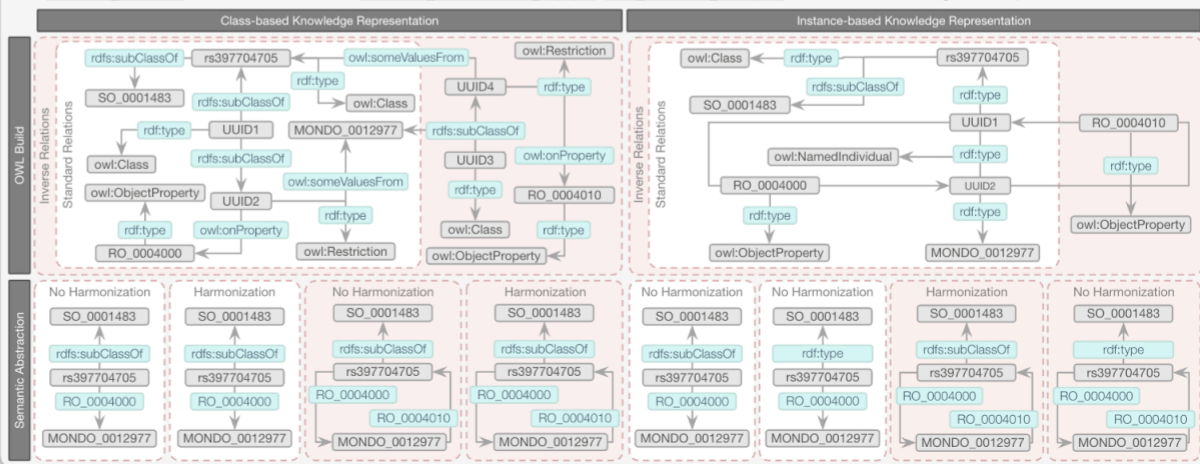 Class-based Knowledge Representation
Instance-based Knowledge Representation
OWL Build
Inverse Relations
Standard Relations
rdfs:subClassOf
rs397704705
owl:someValuesFrom
owl:Restriction
rdf:type
UUID4
rdf:type
SO_0001483
rdfs:subClassOf
owl:Class
rdf:type
UUID1
MONDO_0012977
rdfs:subClassOf
owl:Class
rdfs:subClassOf
UUID3
owl:onProperty
owl:ObjectProperty
owl:someValuesFrom
rdf:type
RO_0004010
UUID2
rdf:type
owl:onProperty
rdf:type
owl:Class
rdf:type
RO_0004000
owl:Restriction
owl:ObjectProperty
Inverse Relations
Standard Relations
owl:Class
rdf:type
rs397704705
rdfs:subClassOf
rdf:type
SO_0001483
UUID1
RO_0004010
owl:NamedIndividual
rdf:type
rdf:type
RO_0004000
UUID2
rdf:type
rdf:type
owl:ObjectProperty
owl:ObjectProperty
MONDO_0012977
Semantic Abstraction
No Harmonization
SO_0001483
rdfs:subClassOf
rs397704705
RO_0004000
MONDO_0012977
Harmonization
SO_0001483
rdfs:subClassOf
rs397704705
RO_0004000
MONDO_0012977
No Harmonization
SO_0001483
rdfs:subClassOf
rs397704705
RO_0004000
RO_0004010
MONDO_0012977
Harmonization
SO_0001483
rdfs:subClassOf
rs397704705
RO_0004000
RO_0004010
MONDO_0012977
No Harmonization
SO_0001483
rdfs:subClassOf
rs397704705
RO_0004000
MONDO_0012977
No Harmonization
SO_0001483
rdf:type
rs397704705
RO_0004000
MONDO_0012977
Harmonization
SO_0001483
rdfs:subClassOf
rs397704705
RO_0004000
RO_0004010
MONDO_0012977
No Harmonization
SO_0001483
rdf:type
rs397704705
RO_0004000
RO_0004010
MONDO_0012977